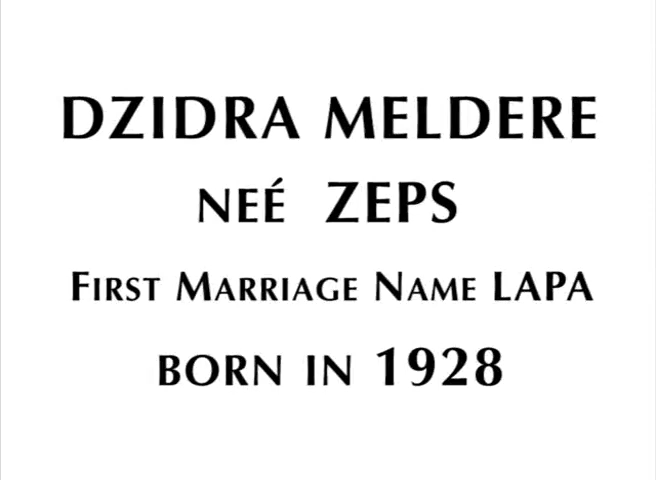 DZIDRA MELDERE
NEÉ ZEPS
FIRST MARRIAGE NAME LAPA
BORN IN 1928